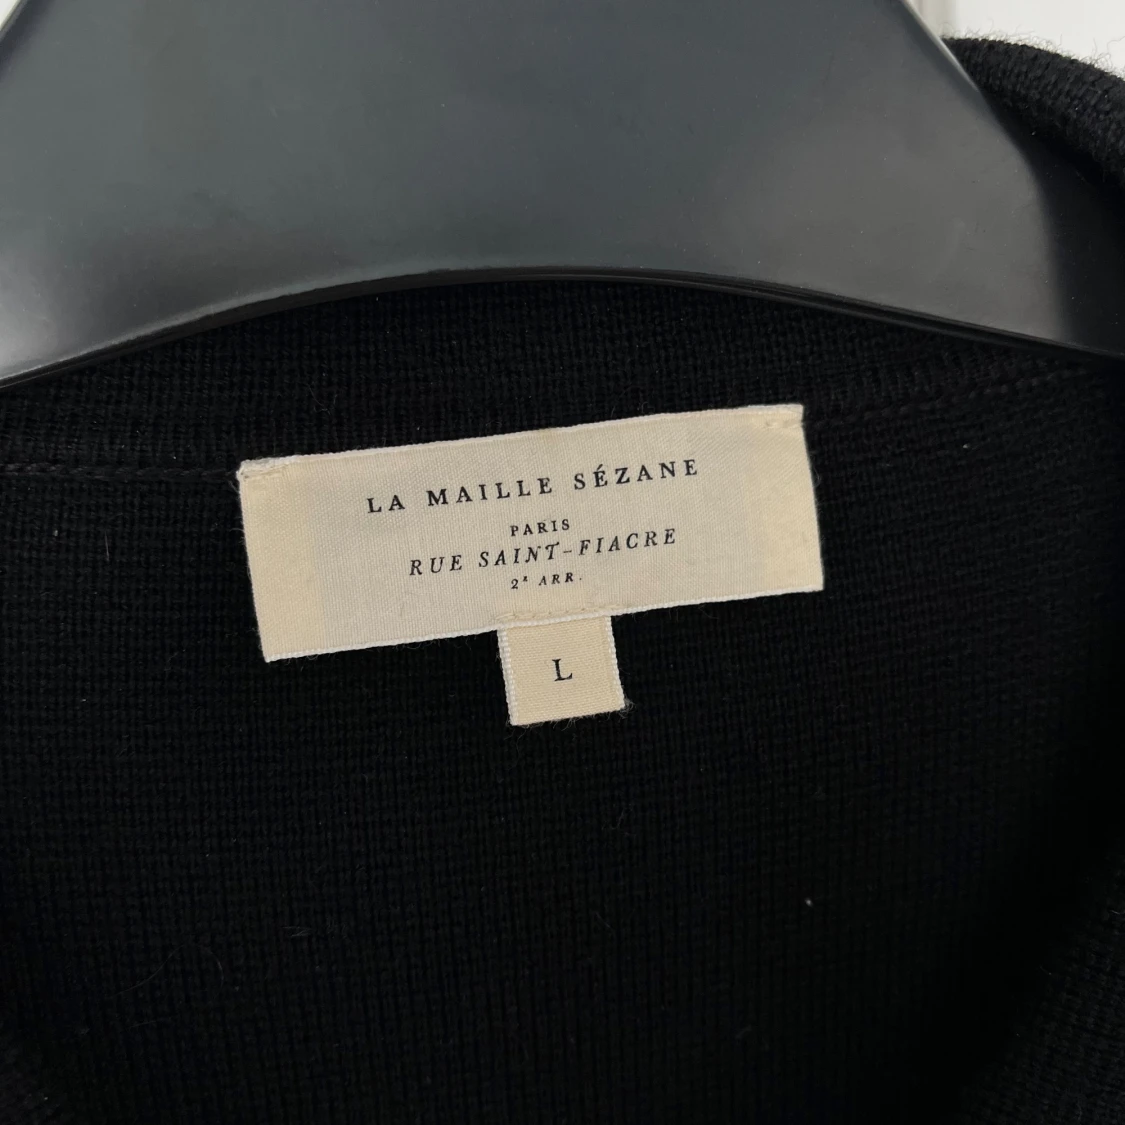 LA MAILLE SÉZANE
PARIS
RUE SAINT-FIACRE
2ᴱ ARR.
L